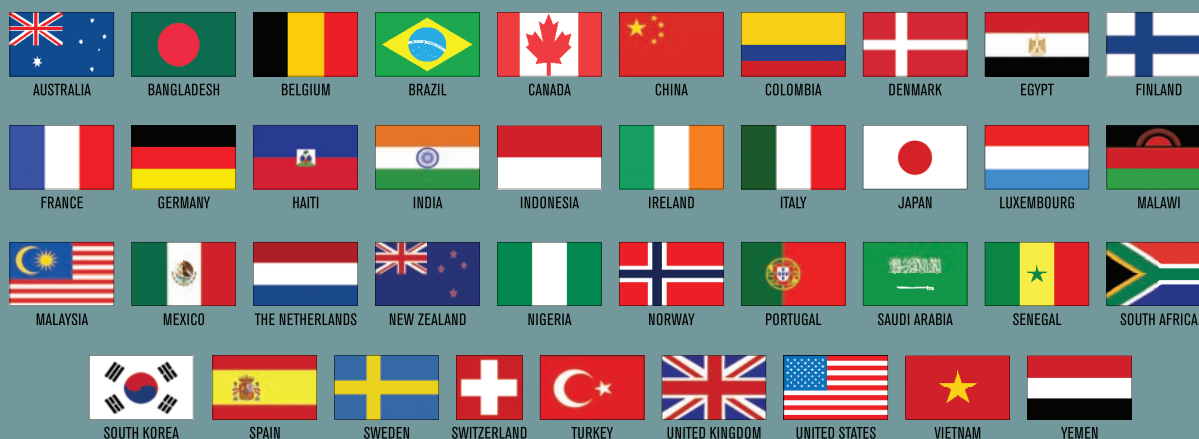 AUSTRALIA BANGLADESH BELGIUM BRAZIL CANADA CHINA COLOMBIA DENMARK EGYPT FINLAND
FRANCE GERMANY HAITI INDIA INDONESIA IRELAND ITALY JAPAN LUXEMBOURG MALAWI
MALAYSIA MEXICO THE NETHERLANDS NEW ZEALAND NIGERIA NORWAY PORTUGAL SAUDI ARABIA SENEGAL SOUTH AFRICA
SOUTH KOREA SPAIN SWEDEN SWITZERLAND TURKEY UNITED KINGDOM UNITED STATES VIETNAM YEMEN